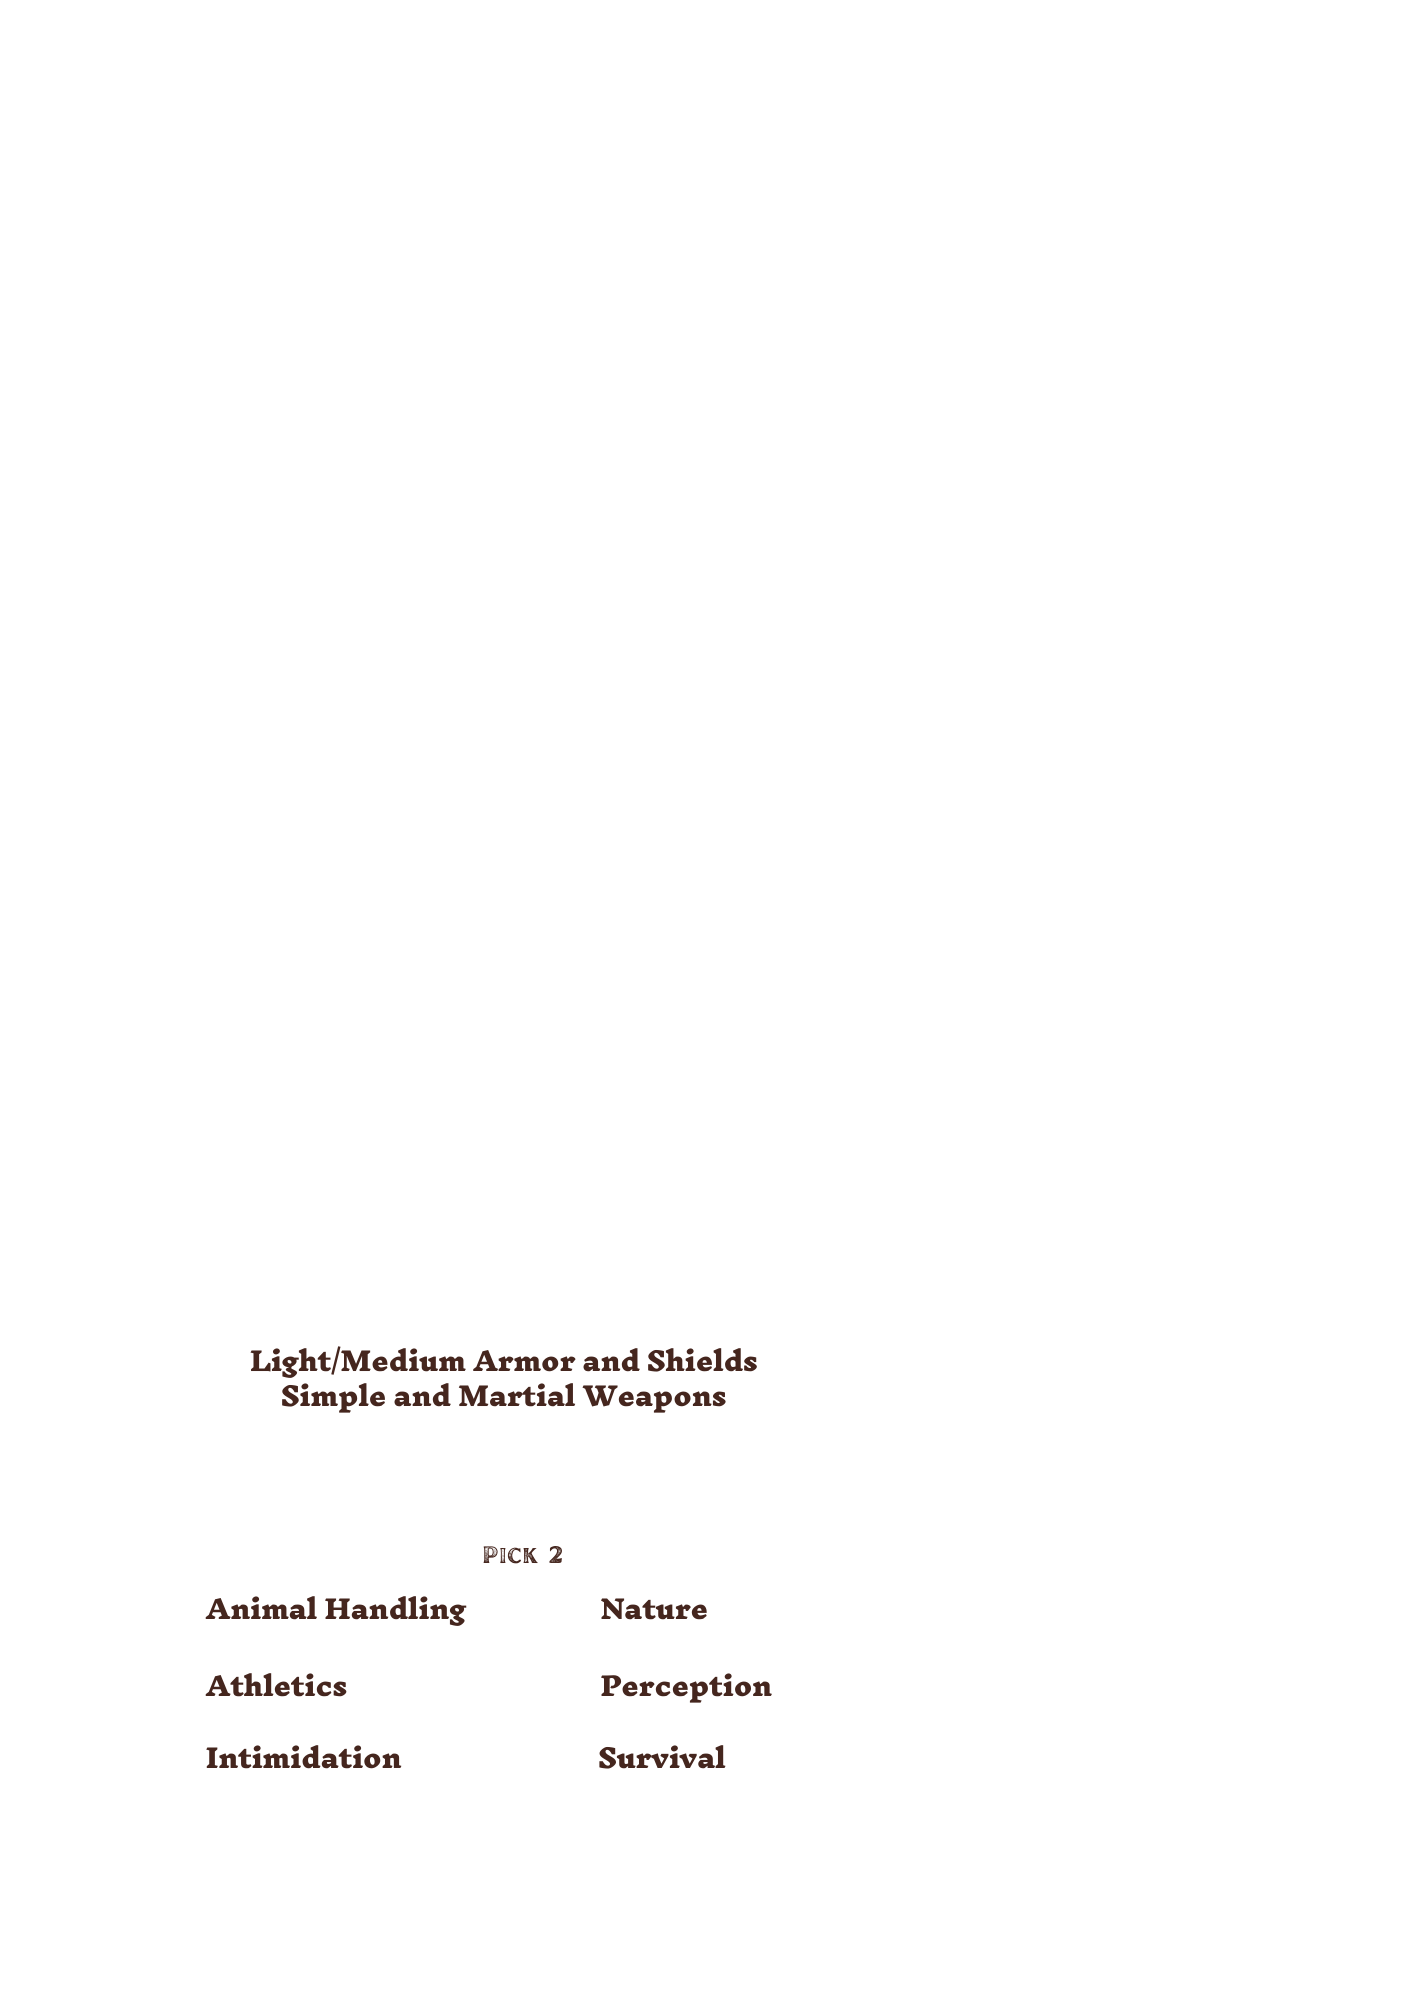 Light/Medium Armor and Shields
Simple and Martial Weapons
Pick 2
Animal Handling
Nature
Athletics
Perception
Intimidation
Survival